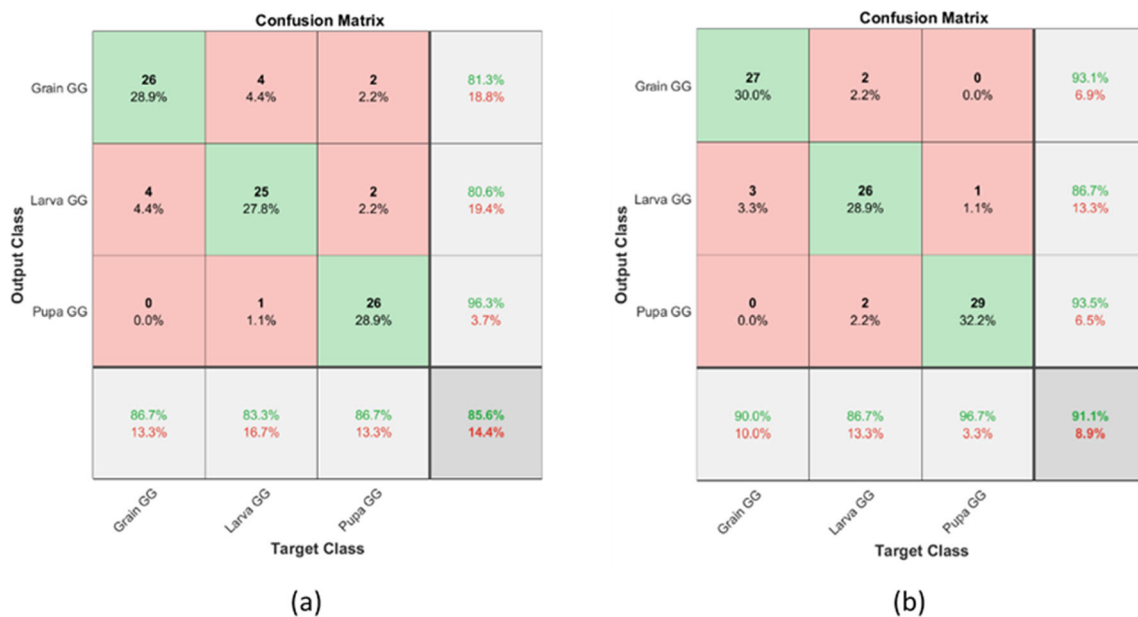 Confusion Matrix
Output Class
Grain GG
26 4 2 81.3%
28.9% 4.4% 2.2% 18.8%
Larva GG
4 25 2 80.6%
4.4% 27.8% 2.2% 19.4%
Pupa GG
0 1 26 96.3%
0.0% 1.1% 28.9% 3.7%
86.7% 83.3% 86.7% 85.6%
13.3% 16.7% 13.3% 14.4%
Grain GG Larva GG Pupa GG
Target Class
(a)
Confusion Matrix
Output Class
Grain GG
27 2 0 93.1%
30.0% 2.2% 0.0% 6.9%
Larva GG
3 26 1 86.7%
3.3% 28.9% 1.1% 13.3%
Pupa GG
0 2 29 93.5%
0.0% 2.2% 32.2% 6.5%
90.0% 86.7% 96.7% 91.1%
10.0% 13.3% 3.3% 8.9%
Grain GG Larva GG Pupa GG
Target Class
(b)